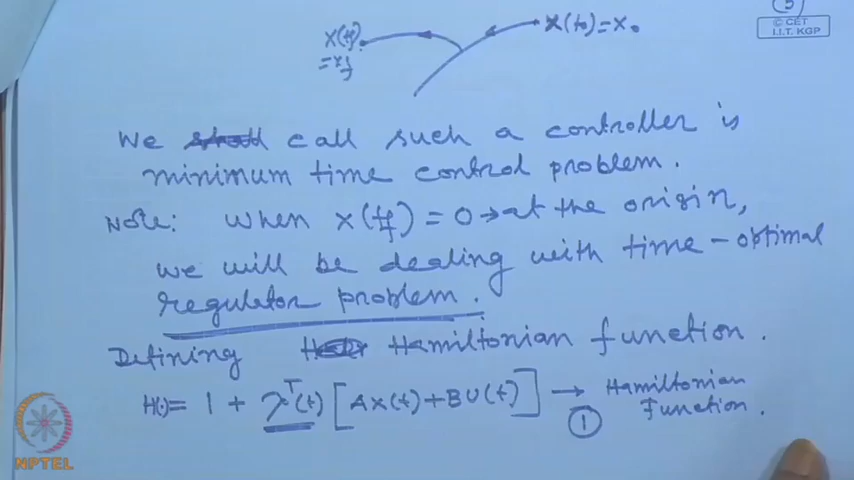 (5)
© CET
I.I.T. KGP
X(tf) = xf
X(t0) = X0
We call such a controller is
minimum time control problem.
Note: When X(tf) = 0 → at the origin,
we will be dealing with time-optimal
regulator problem.
Defining Hamiltonian function.
H(·) = 1 + λᵀ(t) [AX(t) + BU(t)] → Hamiltonian
Function.
①
NPTEL